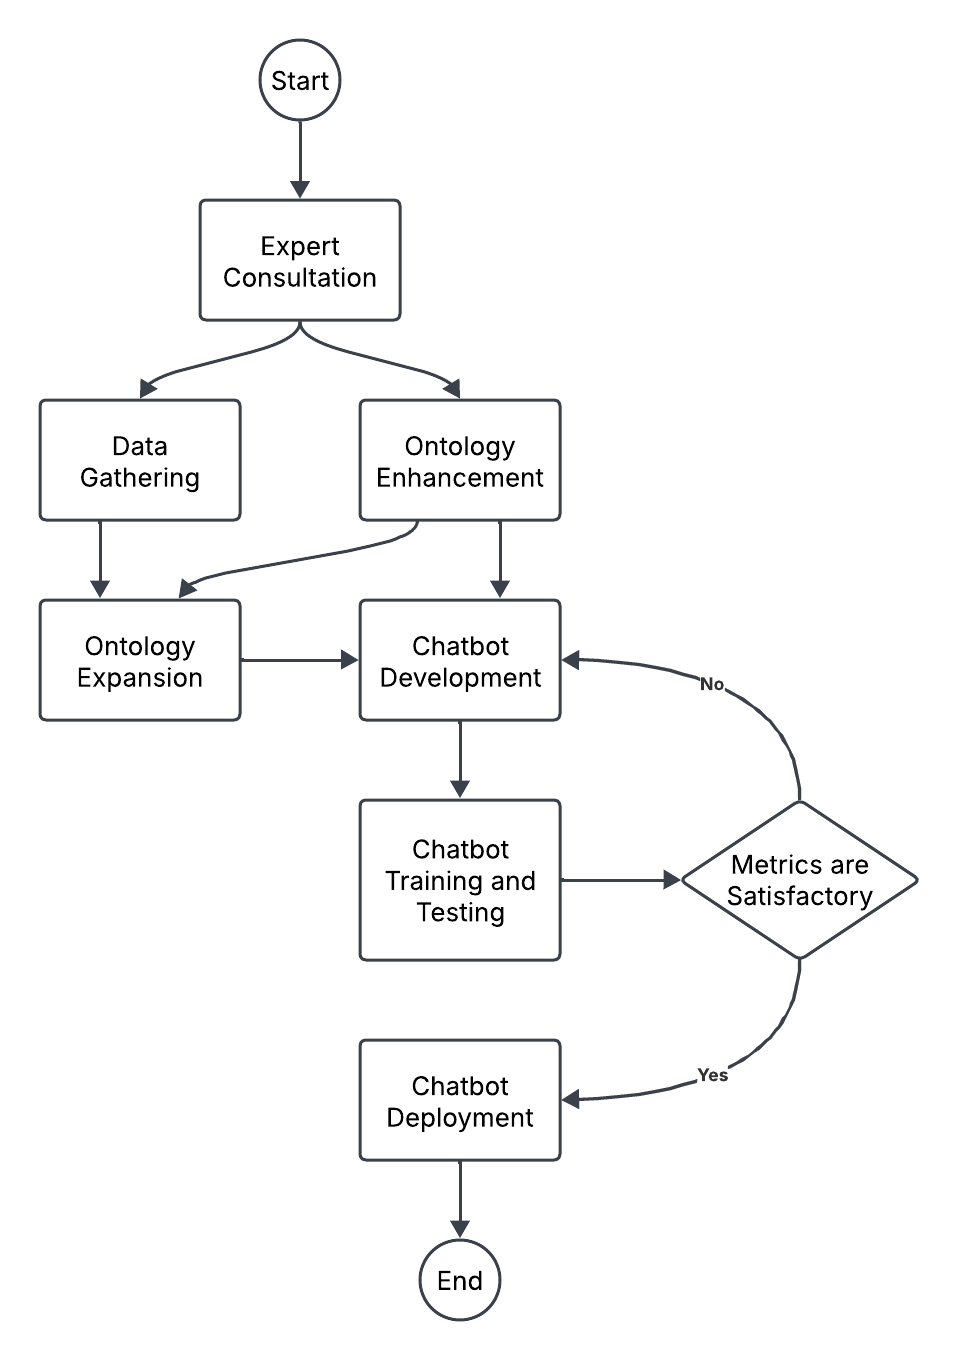 Start
Expert
Consultation
Data
Gathering
Ontology
Enhancement
Ontology
Expansion
Chatbot
Development
No
Chatbot
Training and
Testing
Metrics are
Satisfactory
Yes
Chatbot
Deployment
End